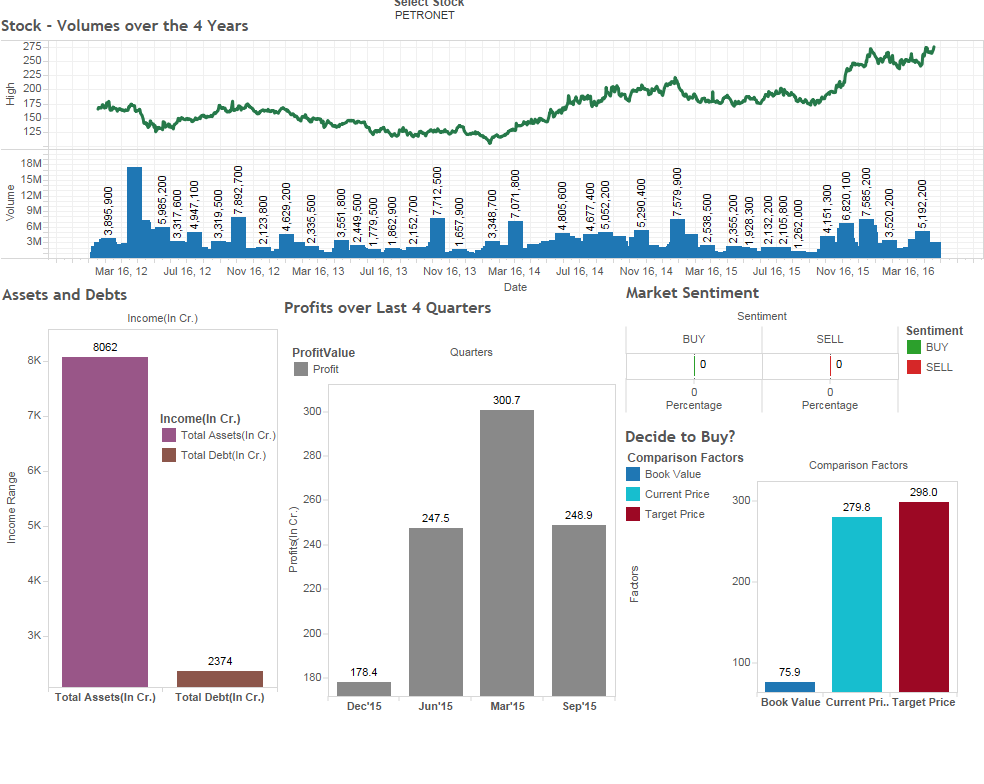 Select Stock
PETRONET
Stock - Volumes over the 4 Years
High
275
250
225
200
175
150
125
Volume
18M
15M
12M
9M
6M
3M
3,895,900
5,985,200
3,317,600
4,947,100
3,319,500
7,892,700
2,123,800
4,629,200
2,335,500
3,551,800
2,449,500
1,779,500
1,862,900
2,152,700
7,712,500
1,657,900
3,348,700
7,071,800
4,805,600
4,677,400
5,052,200
5,290,400
7,579,900
2,538,500
2,355,200
1,928,300
2,132,200
2,105,800
1,262,000
4,151,300
6,820,100
7,585,200
3,520,200
5,192,200
Mar 16, 12 Jul 16, 12 Nov 16, 12 Mar 16, 13 Jul 16, 13 Nov 16, 13 Mar 16, 14 Jul 16, 14 Nov 16, 14 Mar 16, 15 Jul 16, 15 Nov 16, 15 Mar 16, 16
Date
Assets and Debts
Income(In Cr.)
8062
Income Range
8K
7K
6K
5K
4K
3K
Income(In Cr.)
Total Assets(In Cr.)
Total Debt(In Cr.)
2374
Total Assets(In Cr.) Total Debt(In Cr.)
Profits over Last 4 Quarters
ProfitValue
Profit
Quarters
Profits(In Cr.)
300
280
260
240
220
200
180
178.4
247.5
300.7
248.9
Dec'15 Jun'15 Mar'15 Sep'15
Market Sentiment
Sentiment
BUY SELL
0 0
0 0
Percentage Percentage
Sentiment
BUY
SELL
Decide to Buy?
Comparison Factors
Book Value
Current Price
Target Price
Comparison Factors
Factors
300
200
100
75.9
279.8
298.0
Book Value Current Pri.. Target Price